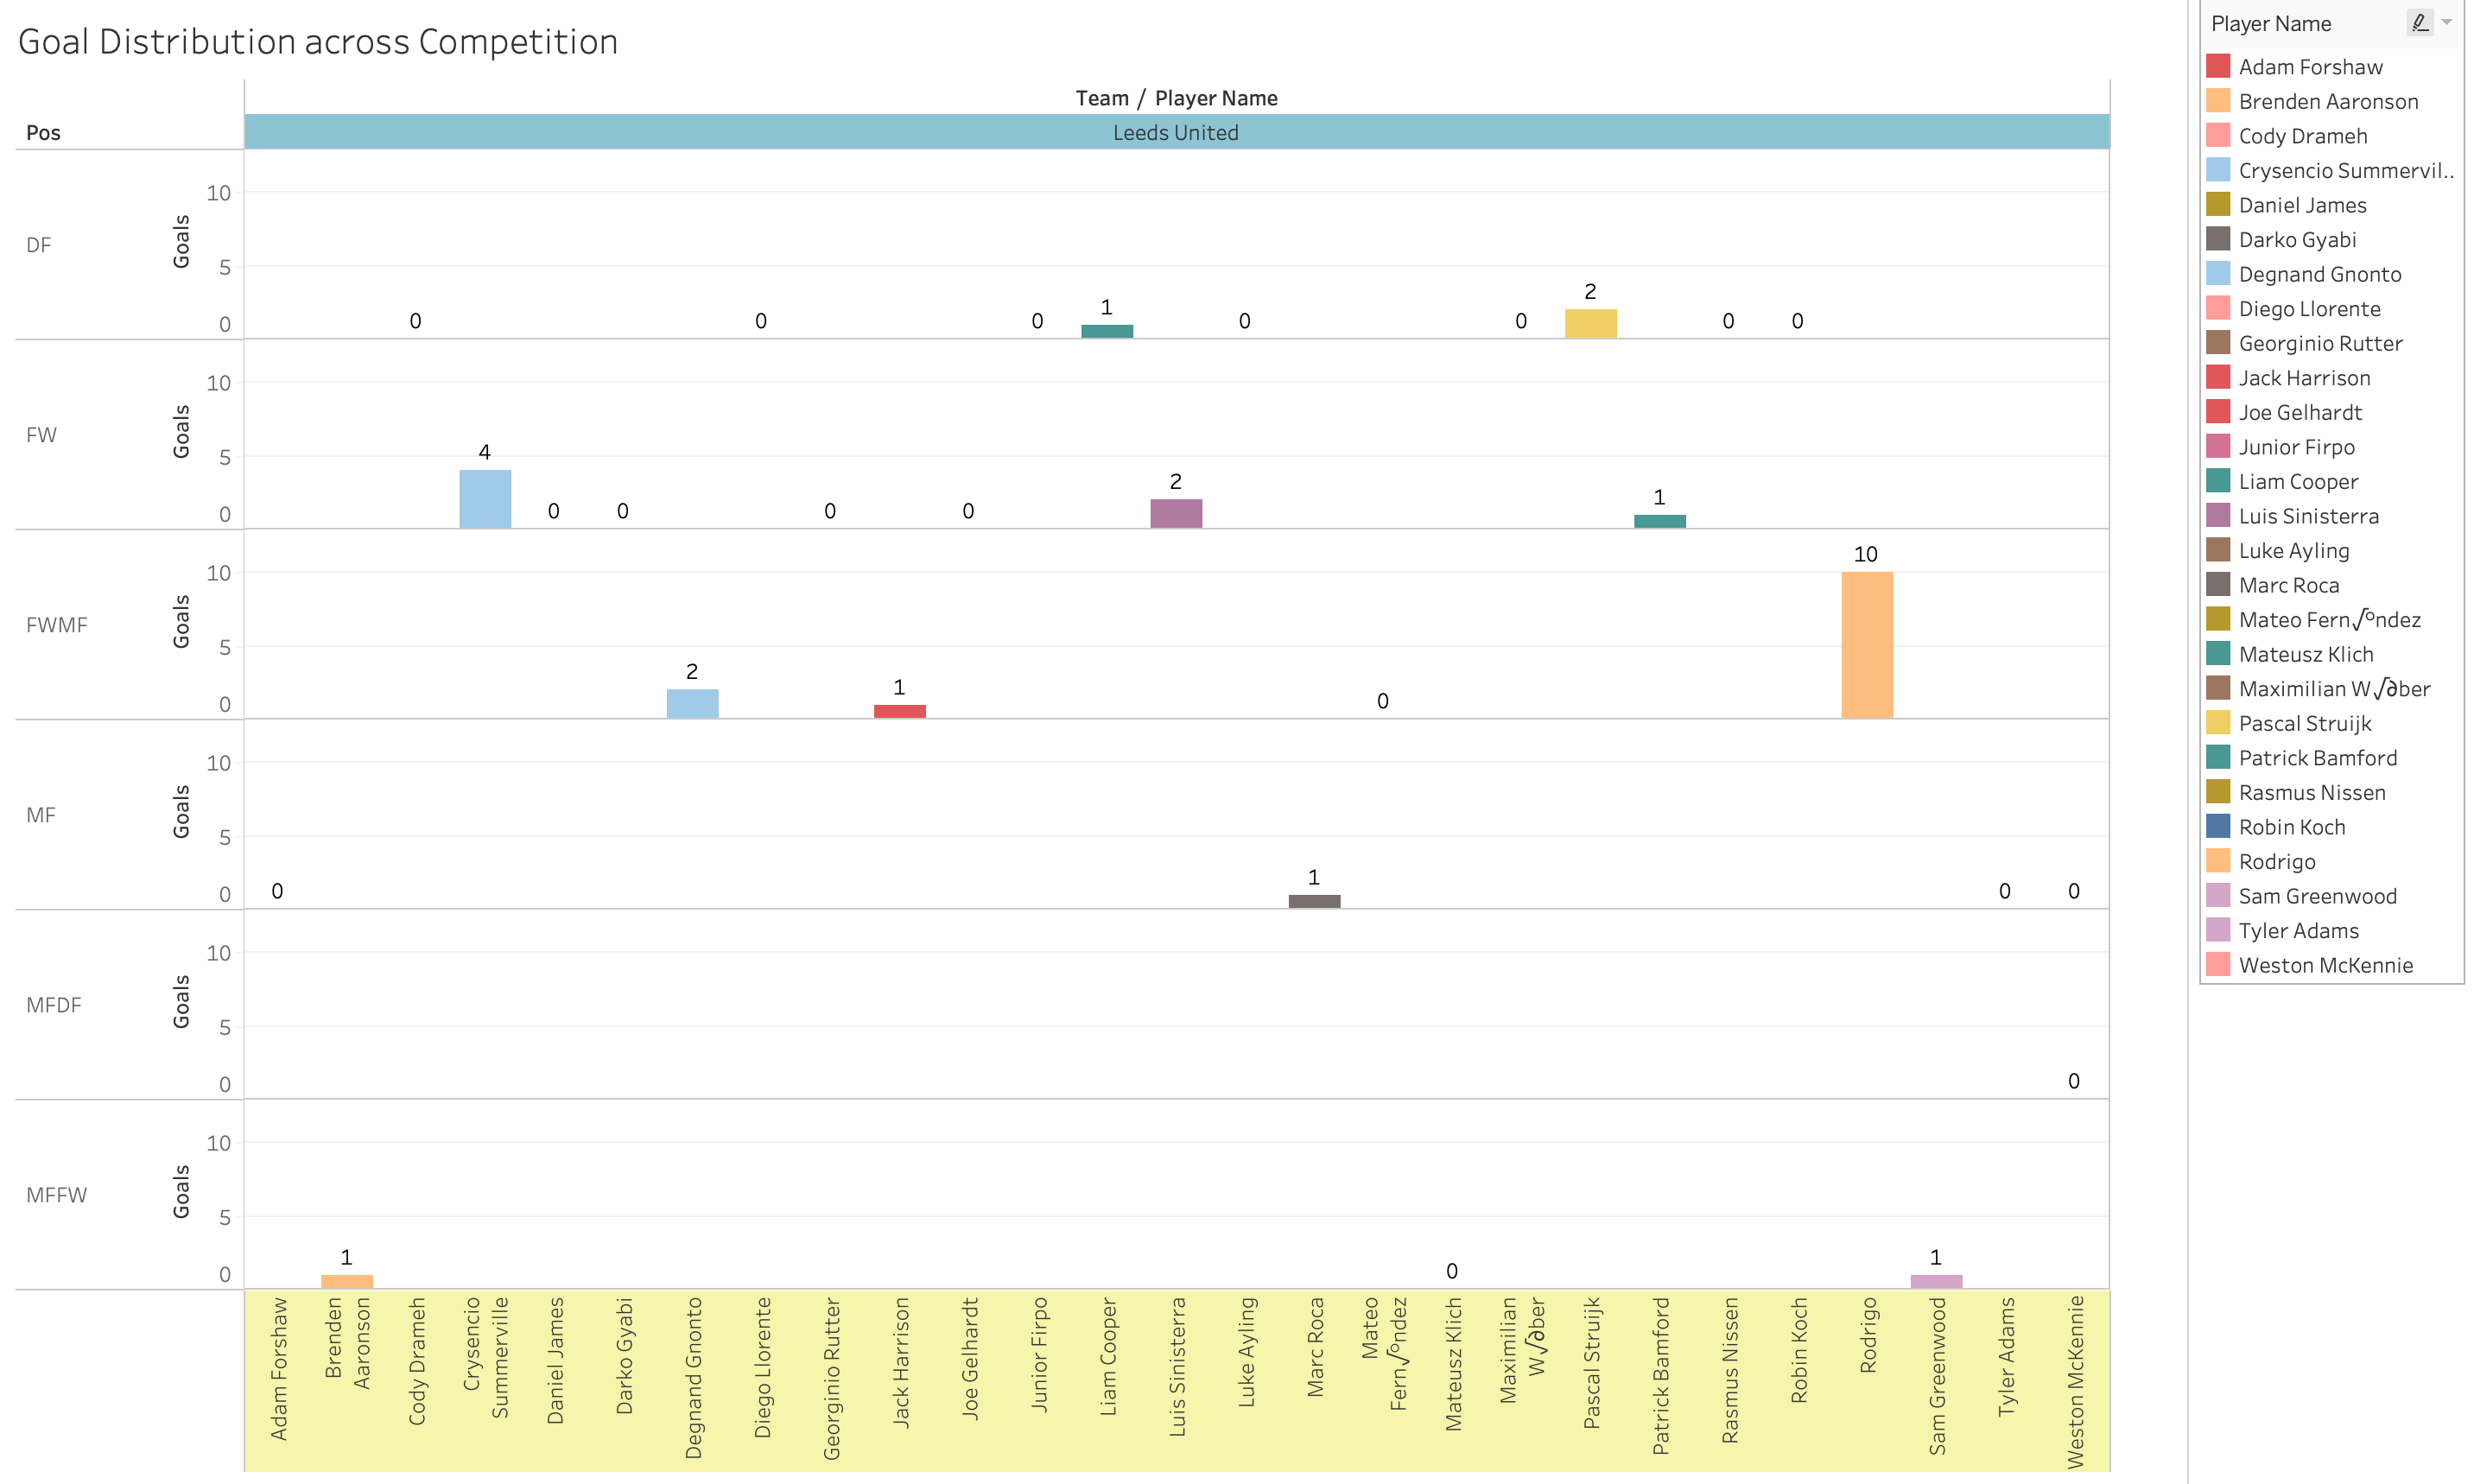 Goal Distribution across Competition
Team / Player Name
Pos
Leeds United
DF
Goals
10
5
0
0
0
0
1
0
0
2
0
0
FW
Goals
10
5
0
4
0
0
0
0
2
1
FWMF
Goals
10
5
0
2
1
0
10
MF
Goals
10
5
0
0
1
0
0
MFDF
Goals
10
5
0
0
MFFW
Goals
10
5
0
1
0
1
Adam Forshaw
Brenden
Aaronson
Cody Drameh
Crysencio
Summerville
Daniel James
Darko Gyabi
Degnand Gnonto
Diego Llorente
Georginio Rutter
Jack Harrison
Joe Gelhardt
Junior Firpo
Liam Cooper
Luis Sinisterra
Luke Ayling
Marc Roca
Mateo
Fern√°ndez
Mateusz Klich
Maximilian
W√∂ber
Pascal Struijk
Patrick Bamford
Rasmus Nissen
Robin Koch
Rodrigo
Sam Greenwood
Tyler Adams
Weston McKennie
Player Name
Adam Forshaw
Brenden Aaronson
Cody Drameh
Crysencio Summervil..
Daniel James
Darko Gyabi
Degnand Gnonto
Diego Llorente
Georginio Rutter
Jack Harrison
Joe Gelhardt
Junior Firpo
Liam Cooper
Luis Sinisterra
Luke Ayling
Marc Roca
Mateo Fern√°ndez
Mateusz Klich
Maximilian W√∂ber
Pascal Struijk
Patrick Bamford
Rasmus Nissen
Robin Koch
Rodrigo
Sam Greenwood
Tyler Adams
Weston McKennie